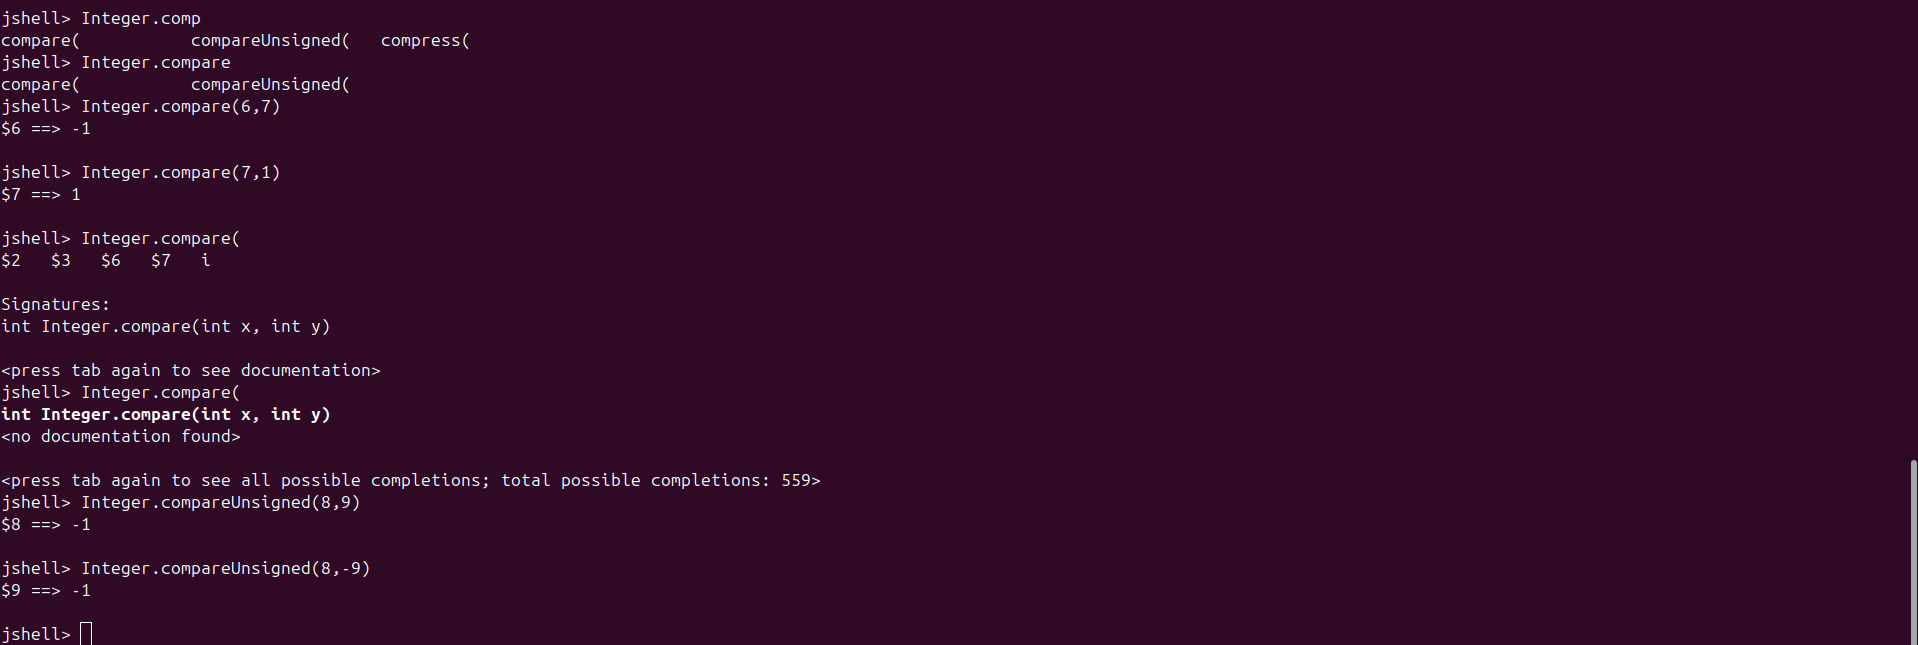 jshell> Integer.comp
compare(           compareUnsigned(   compress(
jshell> Integer.compare
compare(           compareUnsigned(
jshell> Integer.compare(6,7)
$6 ==> -1
jshell> Integer.compare(7,1)
$7 ==> 1
jshell> Integer.compare(
$2   $3   $6   $7   i
Signatures:
int Integer.compare(int x, int y)
<press tab again to see documentation>
jshell> Integer.compare(
int Integer.compare(int x, int y)
<no documentation found>
<press tab again to see all possible completions; total possible completions: 559>
jshell> Integer.compareUnsigned(8,9)
$8 ==> -1
jshell> Integer.compareUnsigned(8,-9)
$9 ==> -1
jshell>